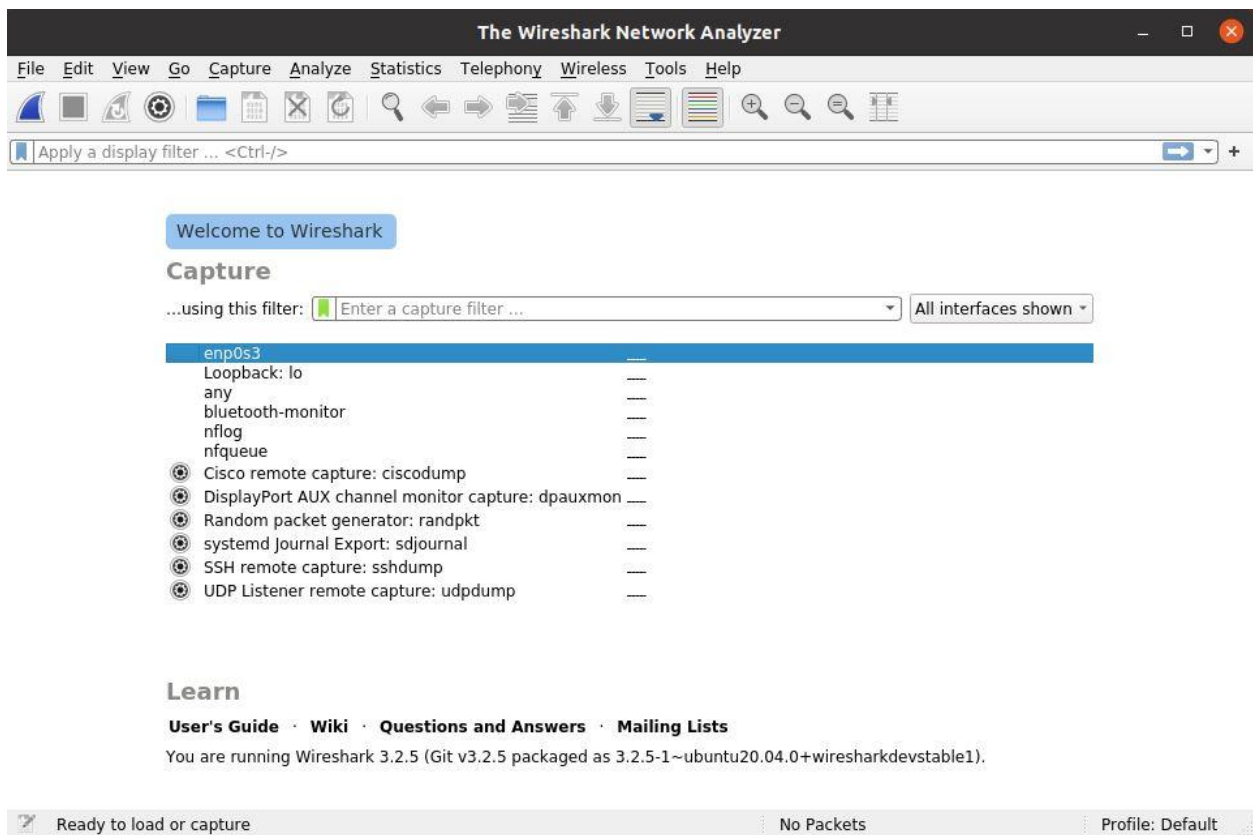 The Wireshark Network Analyzer
File Edit View Go Capture Analyze Statistics Telephony Wireless Tools Help
Apply a display filter ... <Ctrl-/>
Welcome to Wireshark
Capture
...using this filter: Enter a capture filter ... All interfaces shown
enp0s3
Loopback: lo
any
bluetooth-monitor
nflog
nfqueue
Cisco remote capture: ciscodump
DisplayPort AUX channel monitor capture: dpauxmon
Random packet generator: randpkt
systemd Journal Export: sdjournal
SSH remote capture: sshdump
UDP Listener remote capture: udpdump
Learn
User's Guide · Wiki · Questions and Answers · Mailing Lists
You are running Wireshark 3.2.5 (Git v3.2.5 packaged as 3.2.5-1~ubuntu20.04.0+wiresharkdevstable1).
Ready to load or capture No Packets Profile: Default